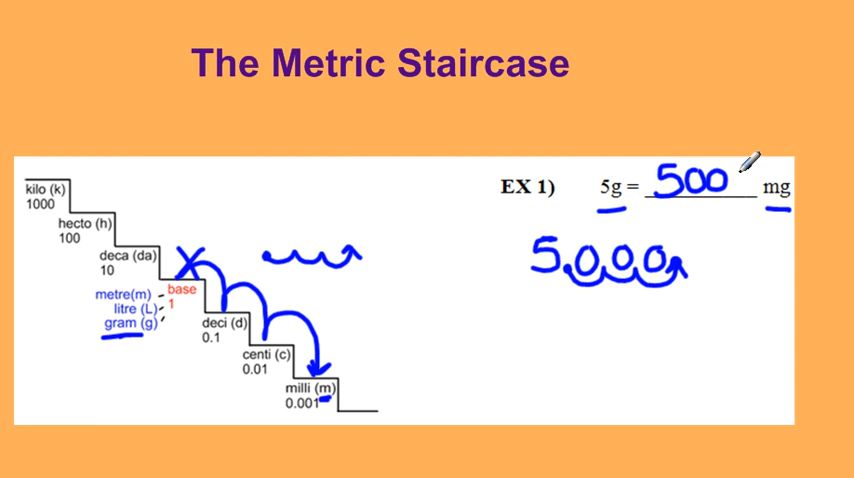 The Metric Staircase
kilo (k)
1000
hecto (h)
100
deca (da)
10
metre(m) - base
litre (L) - 1
gram (g)
deci (d)
0.1
centi (c)
0.01
milli (m)
0.001
EX 1) 5g = 500 mg
5.000